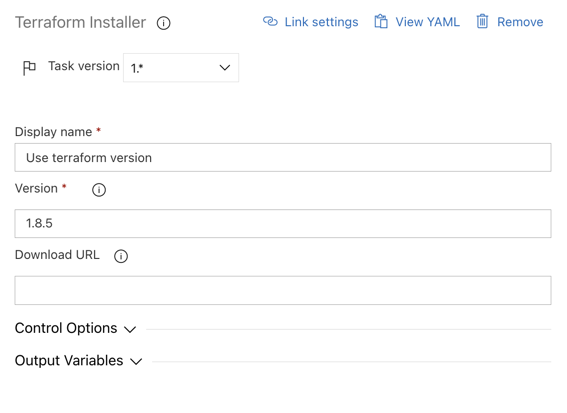 Terraform Installer Link settings View YAML Remove
Task version 1.*
Display name *
Use terraform version
Version *
1.8.5
Download URL
Control Options
Output Variables